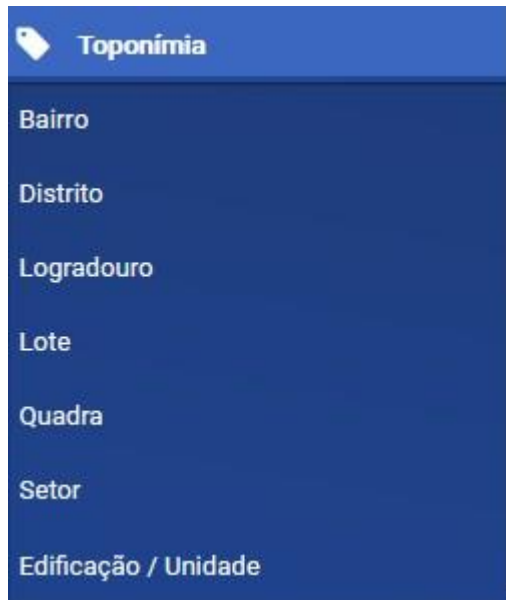 Toponímia
Bairro
Distrito
Logradouro
Lote
Quadra
Setor
Edificação / Unidade